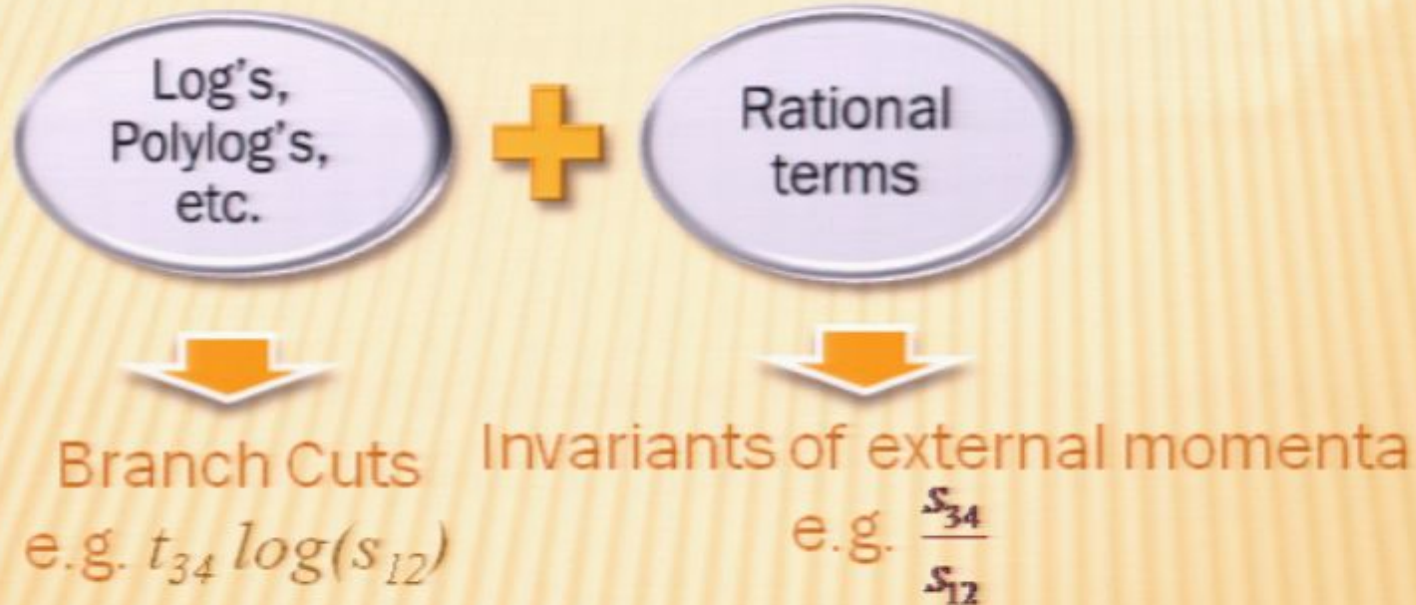 Log's,
Polylog's,
etc.
+
Rational
terms
Branch Cuts
e.g. t₃₄ log(s₁₂)
Invariants of external momenta
e.g. s₃₄
s₁₂